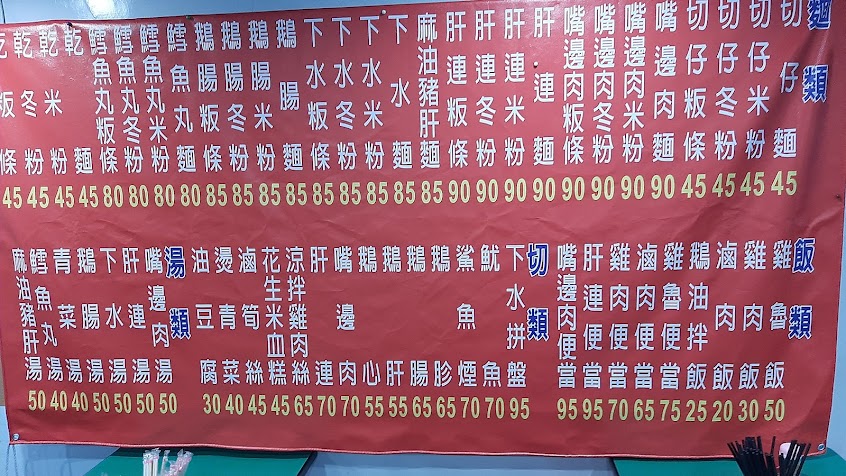 麵類
切仔麵 45
切仔米粉 45
切仔冬粉 45
切仔粄條 45
嘴邊肉麵 90
嘴邊肉米粉 90
嘴邊肉冬粉 90
嘴邊肉粄條 90
肝連麵 90
肝連米粉 90
肝連冬粉 90
肝連粄條 90
麻油豬肝麵 85
下水麵 85
下水米粉 85
下水冬粉 85
下水粄條 85
鵝腸麵 85
鵝腸米粉 85
鵝腸冬粉 85
鵝腸粄條 85
鱈魚丸麵 80
鱈魚丸米粉 80
鱈魚丸冬粉 80
鱈魚丸粄條 80
乾麵 45
乾米粉 45
乾冬粉 45
乾粄條 45
飯類
雞魯飯 50
雞肉飯 30
滷肉飯 20
鵝油拌飯 25
雞魯便當 75
滷肉便當 65
雞肉便當 70
肝連便當 95
嘴邊肉便當 95
切類
下水拼盤 95
魷魚 70
鯊魚煙 70
鵝胗 65
鵝腸 65
鵝肝 55
鵝心 55
嘴邊肉 70
肝連 70
涼拌雞肉絲 65
花生米血糕 45
滷筍絲 45
燙青菜 40
油豆腐 30
湯類
嘴邊肉湯 50
肝連湯 50
下水湯 50
鵝腸湯 50
青菜湯 40
鱈魚丸湯 40
麻油豬肝湯 50